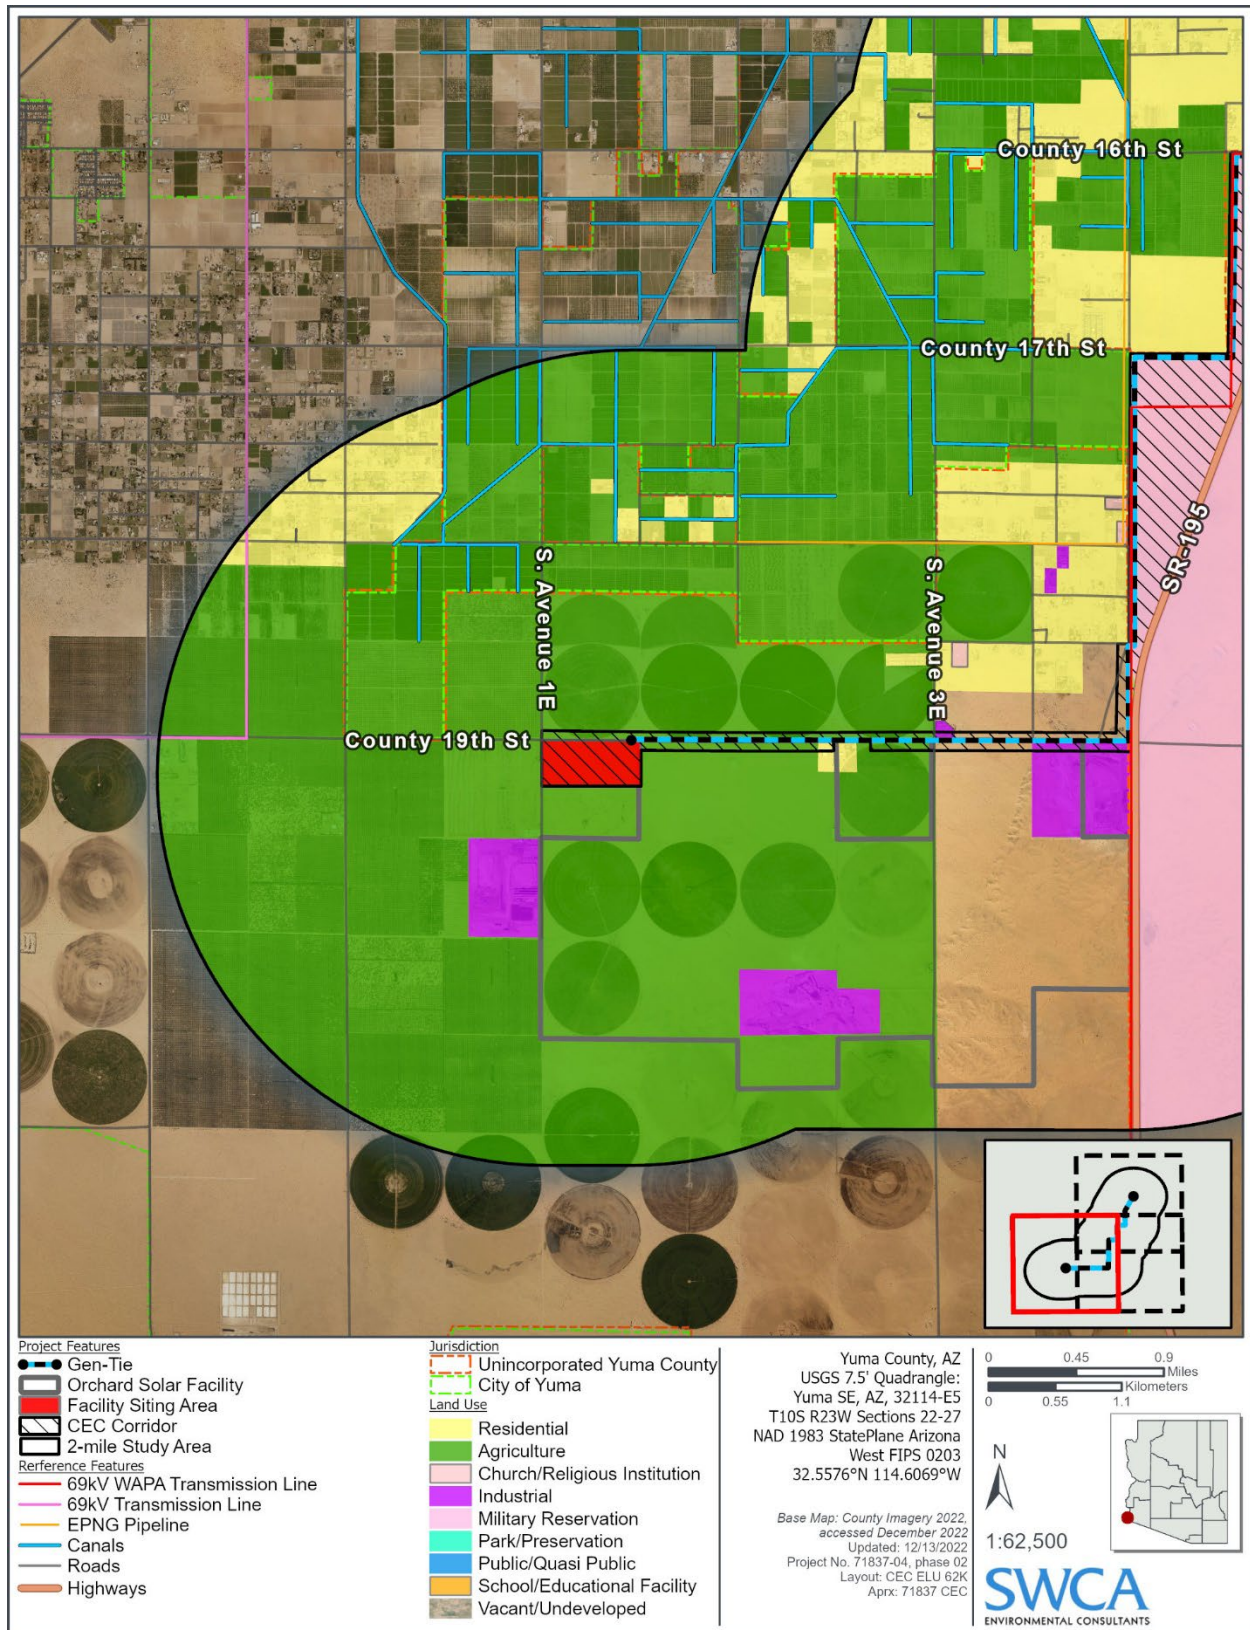 County 16th St
County 17th St
SR-195
S. Avenue 1E
S. Avenue 3E
County 19th St
Project Features
Gen-Tie
Orchard Solar Facility
Facility Siting Area
CEC Corridor
2-mile Study Area
Rerference Features
69kV WAPA Transmission Line
69kV Transmission Line
EPNG Pipeline
Canals
Roads
Highways
Jurisdiction
Unincorporated Yuma County
City of Yuma
Land Use
Residential
Agriculture
Church/Religious Institution
Industrial
Military Reservation
Park/Preservation
Public/Quasi Public
School/Educational Facility
Vacant/Undeveloped
Yuma County, AZ
USGS 7.5' Quadrangle:
Yuma SE, AZ, 32114-E5
T10S R23W Sections 22-27
NAD 1983 StatePlane Arizona
West FIPS 0203
32.5576°N 114.6069°W
Base Map: County Imagery 2022,
accessed December 2022
Updated: 12/13/2022
Project No. 71837-04, phase 02
Layout: CEC ELU 62K
Aprx: 71837 CEC
0 0.45 0.9
Miles
Kilometers
0 0.55 1.1
N
1:62,500
SWCA
ENVIRONMENTAL CONSULTANTS